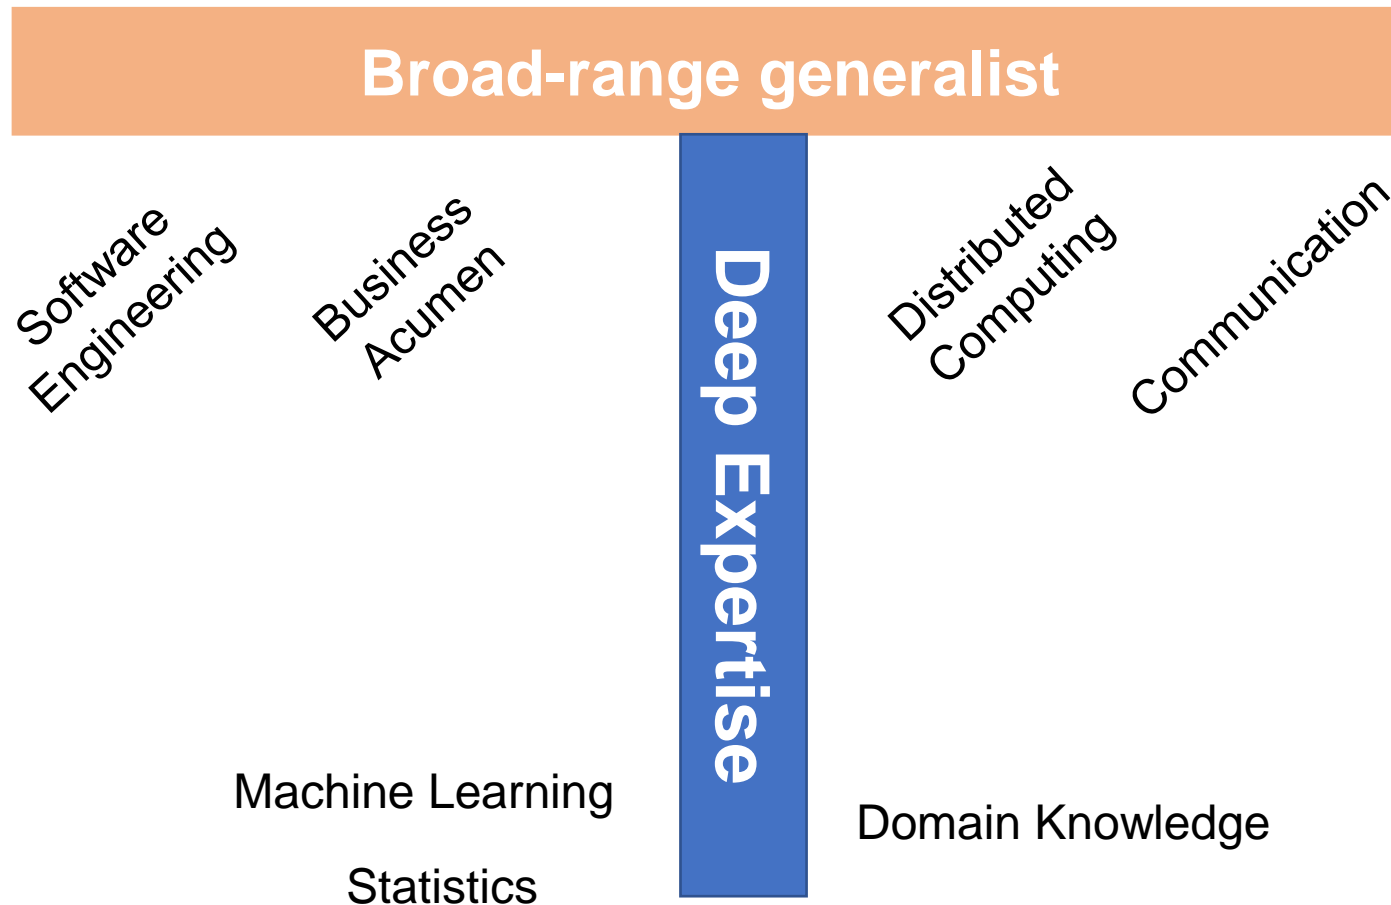 Broad-range generalist
Software
Engineering
Business
Acumen
Deep Expertise
Distributed
Computing
Communication
Machine Learning
Statistics
Domain Knowledge